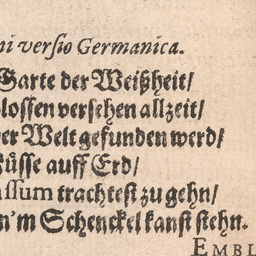 ni versio Germanica.
Garte der Weißheit/
lossen versehen allzeit/
er Welt gefunden werd/
üsse auff Erd/
assum trachtest zu gehn/
n'm Schenckel kanst stehn.
EMBL